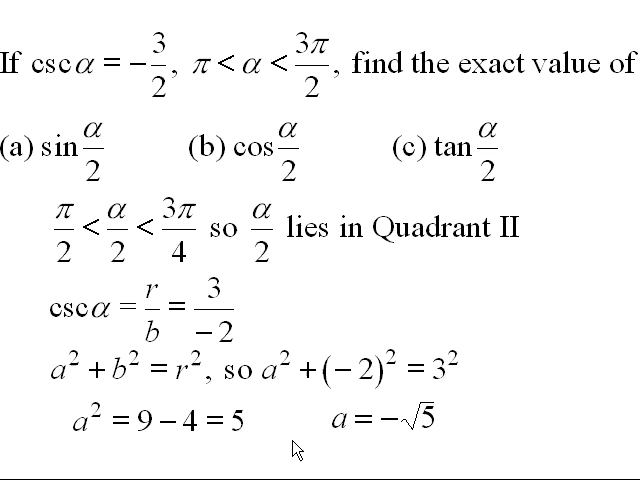 If csc α = −3/2, π < α < 3π/2, find the exact value of
(a) sin α/2 (b) cos α/2 (c) tan α/2
π/2 < α/2 < 3π/4 so α/2 lies in Quadrant II
csc α = r/b = 3/−2
a² + b² = r², so a² + (−2)² = 3²
a² = 9 − 4 = 5 a = −√5